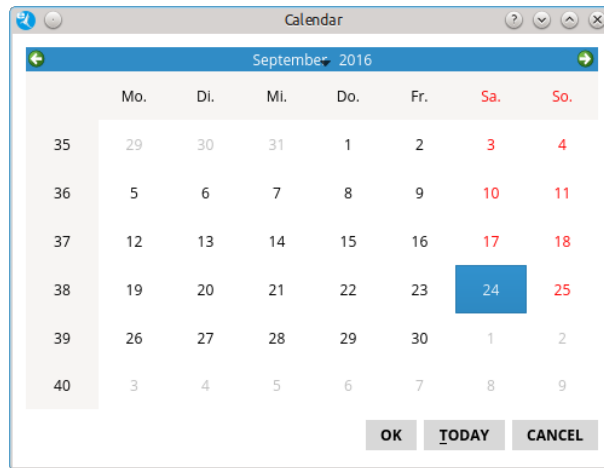 Calendar
September 2016
Mo. Di. Mi. Do. Fr. Sa. So.
35 29 30 31 1 2 3 4
36 5 6 7 8 9 10 11
37 12 13 14 15 16 17 18
38 19 20 21 22 23 24 25
39 26 27 28 29 30 1 2
40 3 4 5 6 7 8 9
OK TODAY CANCEL